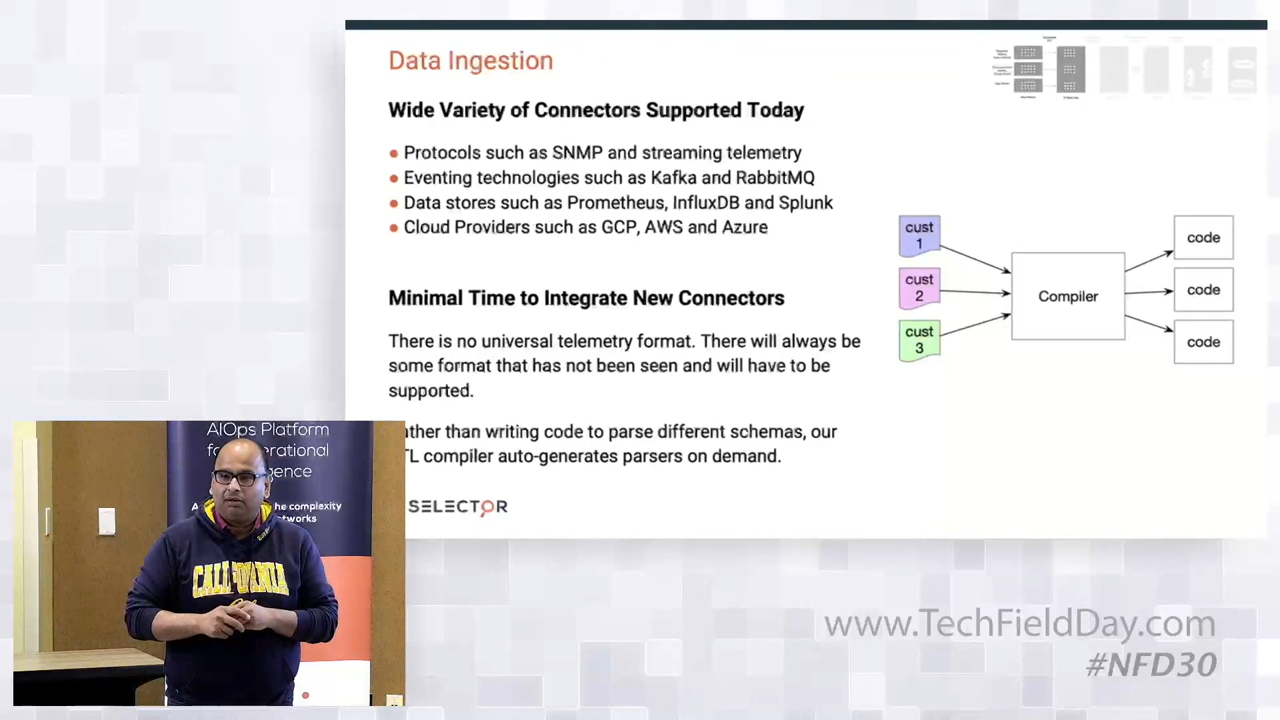 Data Ingestion
Wide Variety of Connectors Supported Today
Protocols such as SNMP and streaming telemetry
Eventing technologies such as Kafka and RabbitMQ
Data stores such as Prometheus, InfluxDB and Splunk
Cloud Providers such as GCP, AWS and Azure
Minimal Time to Integrate New Connectors
There is no universal telemetry format. There will always be
some format that has not been seen and will have to be
supported.
ather than writing code to parse different schemas, our
TL compiler auto-generates parsers on demand.
SELECTOR
cust
1
cust
2
cust
3
Compiler
code
code
code
AIOps Platform
fo erational
gence
A he complexity
tworks
CALIFORNIA
www.TechFieldDay.com
#NFD30